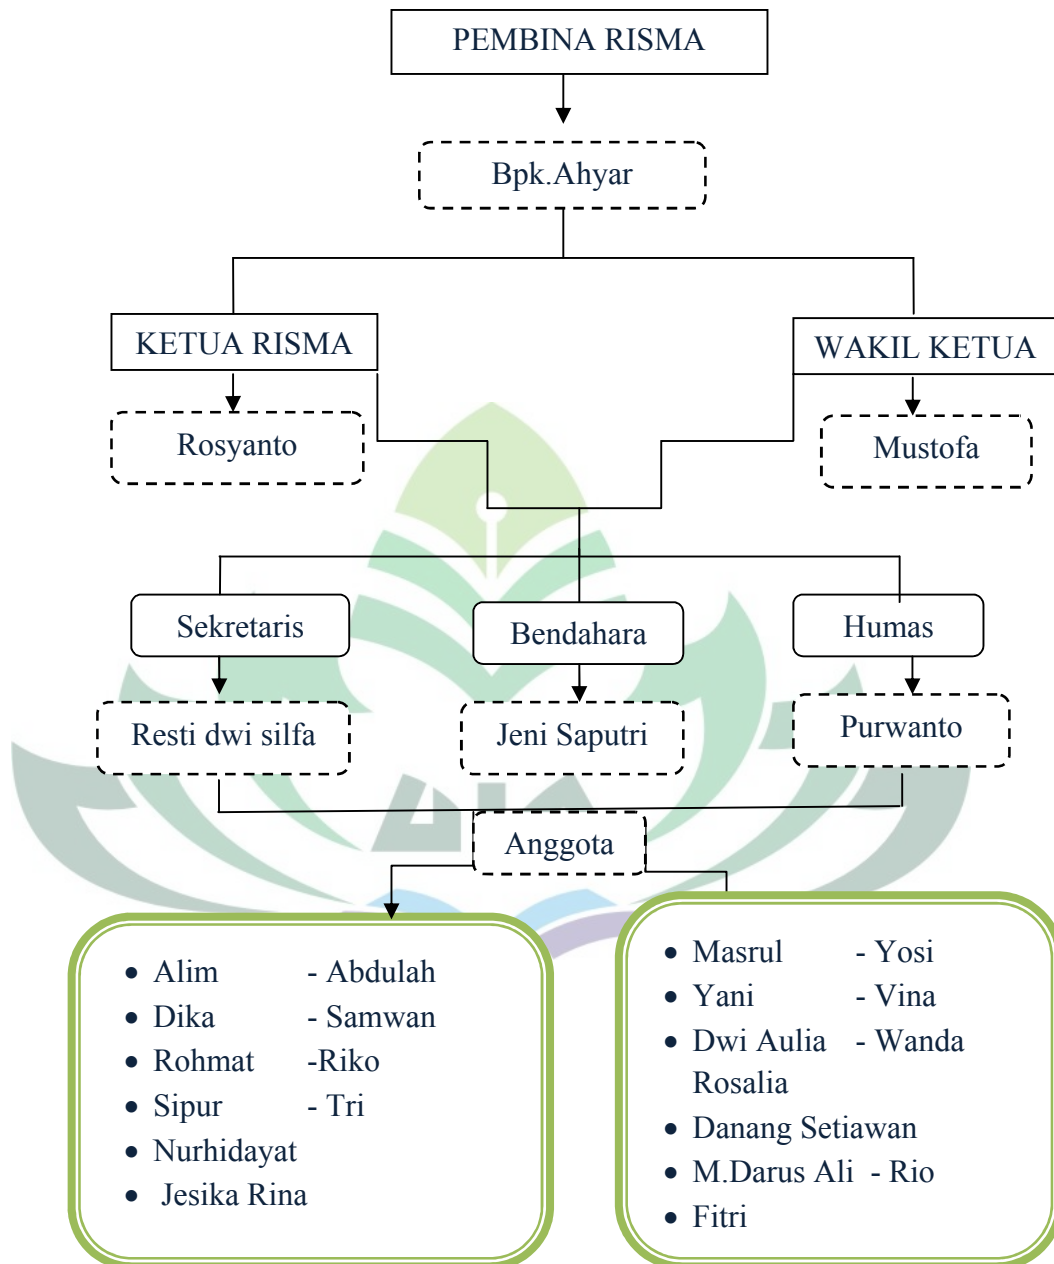 PEMBINA RISMA
Bpk.Ahyar
KETUA RISMA
WAKIL KETUA
Rosyanto
Mustofa
Sekretaris
Bendahara
Humas
Resti dwi silfa
Jeni Saputri
Purwanto
Anggota
• Alim - Abdulah
• Dika - Samwan
• Rohmat -Riko
• Sipur - Tri
• Nurhidayat
• Jesika Rina
• Masrul - Yosi
• Yani - Vina
• Dwi Aulia - Wanda
Rosalia
• Danang Setiawan
• M.Darus Ali - Rio
• Fitri